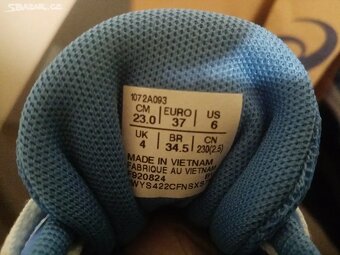 SBAZAR.CZ
1072A093
CM EURO US
23.0 37 6
UK BR CN
4 34.5 230(2.5)
MADE IN VIETNAM
FABRIQUE AU VIETNAM
F920824